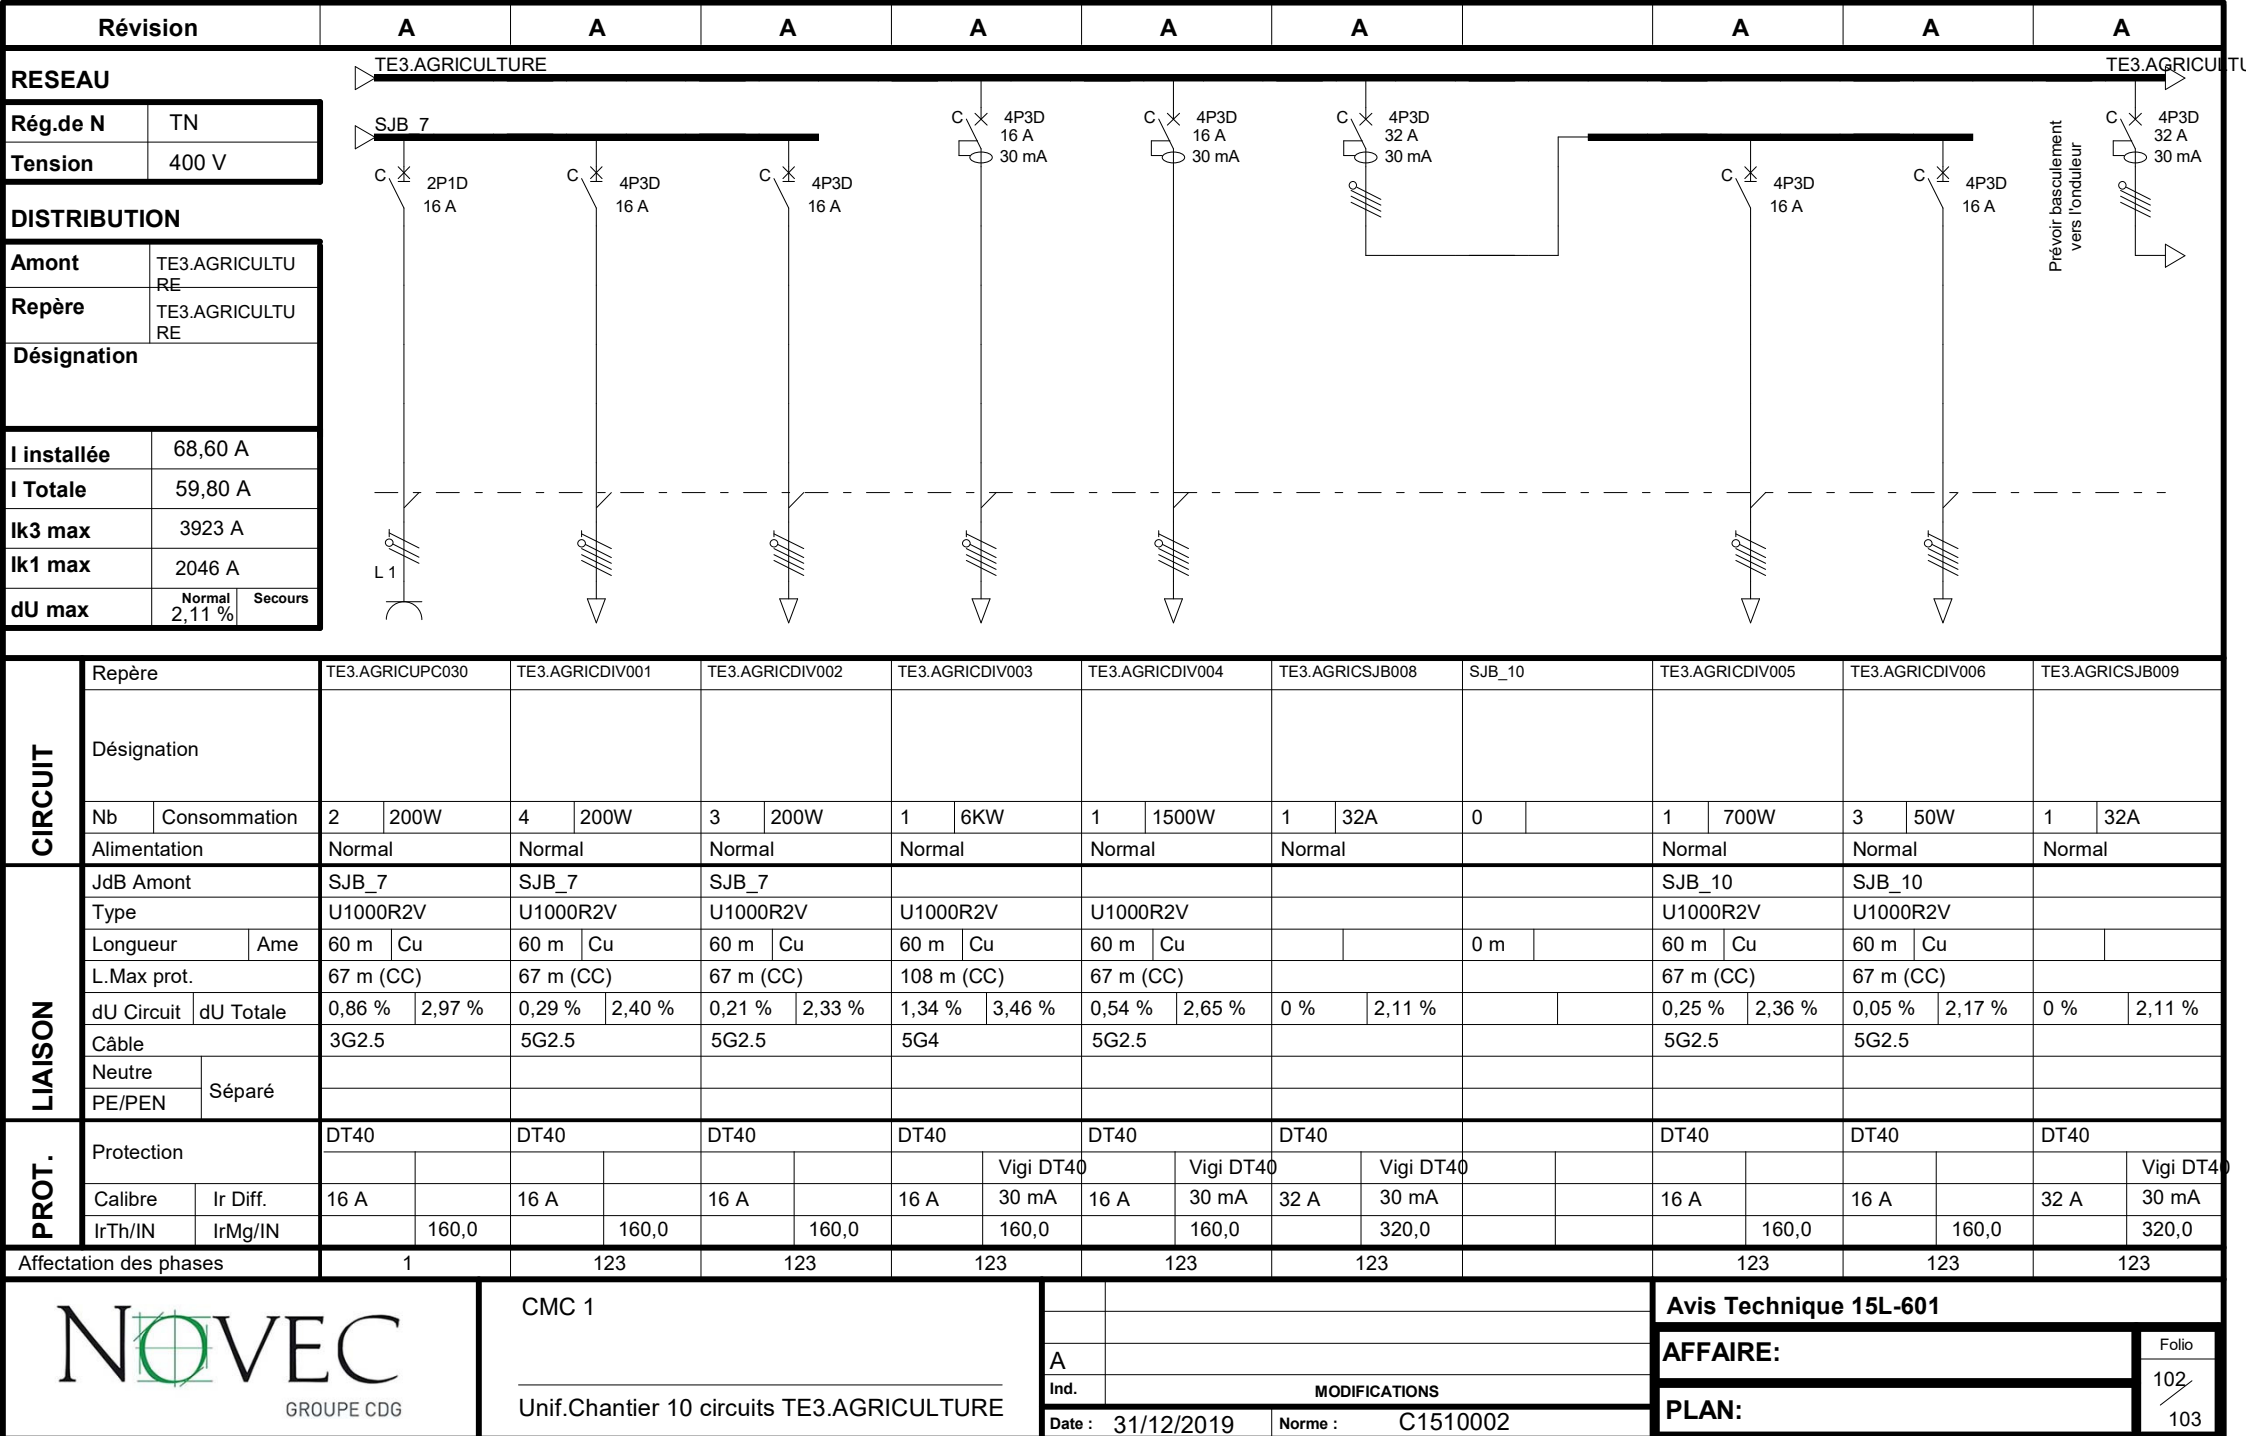 Révision A A A A A A A A A
RESEAU
Rég.de N TN
Tension 400 V
DISTRIBUTION
Amont TE3.AGRICULTU
RE
Repère TE3.AGRICULTU
RE
Désignation
I installée 68,60 A
I Totale 59,80 A
Ik3 max 3923 A
Ik1 max 2046 A
dU max Normal 2,11 % Secours
TE3.AGRICULTURE
TE3.AGRICULTU
SJB_7
C 2P1D
16 A
C 4P3D
16 A
C 4P3D
16 A
C 4P3D
16 A
30 mA
C 4P3D
16 A
30 mA
C 4P3D
32 A
30 mA
C 4P3D
16 A
C 4P3D
16 A
Prévoir basculement
vers l'onduleur
C 4P3D
32 A
30 mA
L 1
CIRCUIT
Repère TE3.AGRICUPC030 TE3.AGRICDIV001 TE3.AGRICDIV002 TE3.AGRICDIV003 TE3.AGRICDIV004 TE3.AGRICSJB008 SJB_10 TE3.AGRICDIV005 TE3.AGRICDIV006 TE3.AGRICSJB009
Désignation
Nb Consommation 2 200W 4 200W 3 200W 1 6KW 1 1500W 1 32A 0 1 700W 3 50W 1 32A
Alimentation Normal Normal Normal Normal Normal Normal Normal Normal Normal
LIAISON
JdB Amont SJB_7 SJB_7 SJB_7 SJB_10 SJB_10
Type U1000R2V U1000R2V U1000R2V U1000R2V U1000R2V U1000R2V U1000R2V
Longueur Ame 60 m Cu 60 m Cu 60 m Cu 60 m Cu 60 m Cu 0 m 60 m Cu 60 m Cu
L.Max prot. 67 m (CC) 67 m (CC) 67 m (CC) 108 m (CC) 67 m (CC) 67 m (CC) 67 m (CC)
dU Circuit dU Totale 0,86 % 2,97 % 0,29 % 2,40 % 0,21 % 2,33 % 1,34 % 3,46 % 0,54 % 2,65 % 0 % 2,11 % 0,25 % 2,36 % 0,05 % 2,17 % 0 % 2,11 %
Câble 3G2.5 5G2.5 5G2.5 5G4 5G2.5 5G2.5 5G2.5
Neutre
Séparé
PE/PEN
PROT.
Protection DT40 DT40 DT40 DT40 DT40 DT40 DT40 DT40 DT40
Vigi DT40 Vigi DT40 Vigi DT40 Vigi DT40
Calibre Ir Diff. 16 A 16 A 16 A 16 A 30 mA 16 A 30 mA 32 A 30 mA 16 A 16 A 32 A 30 mA
IrTh/IN IrMg/IN 160,0 160,0 160,0 160,0 160,0 320,0 160,0 160,0 320,0
Affectation des phases 1 123 123 123 123 123 123 123 123
NOVEC
GROUPE CDG
CMC 1
Unif.Chantier 10 circuits TE3.AGRICULTURE
A
Ind. MODIFICATIONS
Date : 31/12/2019 Norme : C1510002
Avis Technique 15L-601
AFFAIRE:
PLAN:
Folio
102
103